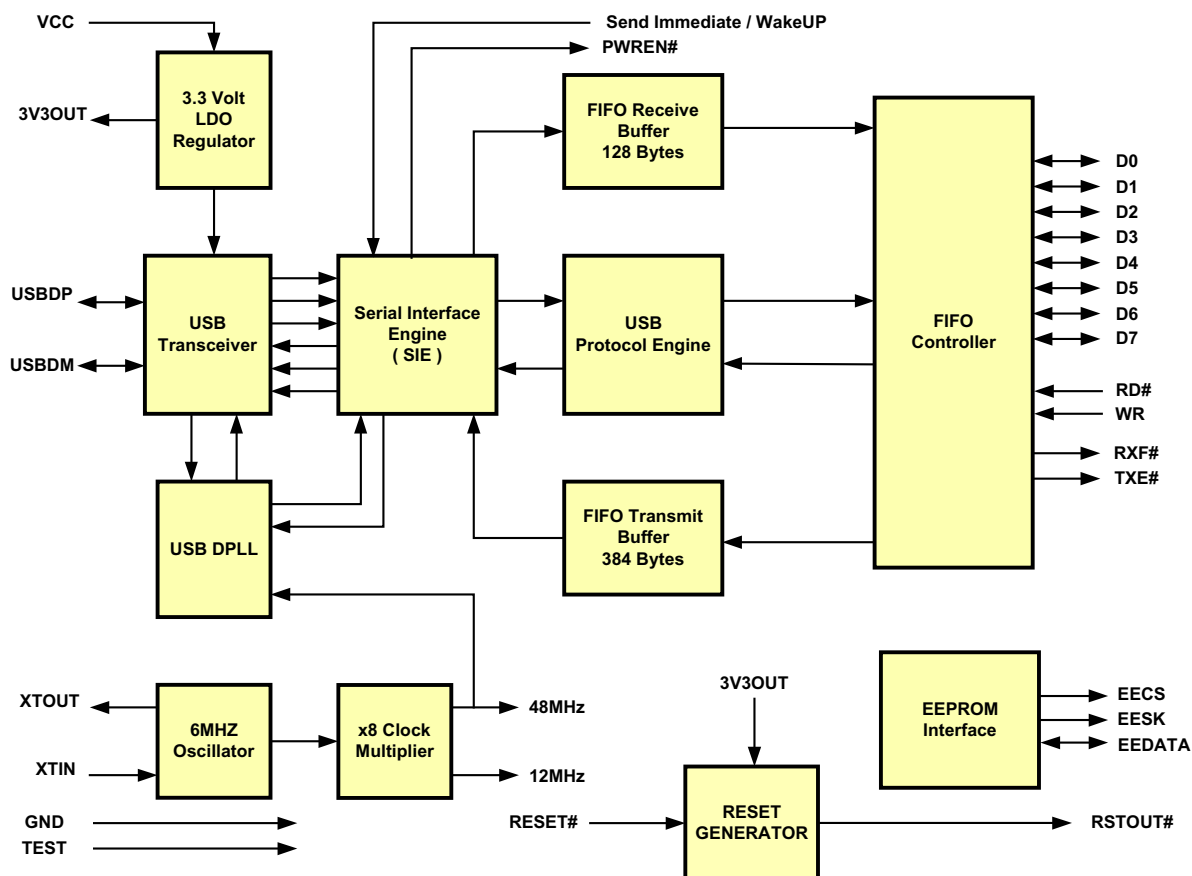 VCC
Send Immediate / WakeUP
PWREN#
3.3 Volt
LDO
Regulator
3V3OUT
FIFO Receive
Buffer
128 Bytes
D0
D1
D2
D3
D4
D5
D6
D7
USBDP
USBDM
USB
Transceiver
Serial Interface
Engine
( SIE )
USB
Protocol Engine
FIFO
Controller
RD#
WR
RXF#
TXE#
USB DPLL
FIFO Transmit
Buffer
384 Bytes
XTOUT
XTIN
6MHZ
Oscillator
x8 Clock
Multiplier
48MHz
12MHz
3V3OUT
EEPROM
Interface
EECS
EESK
EEDATA
GND
TEST
RESET#
RESET
GENERATOR
RSTOUT#